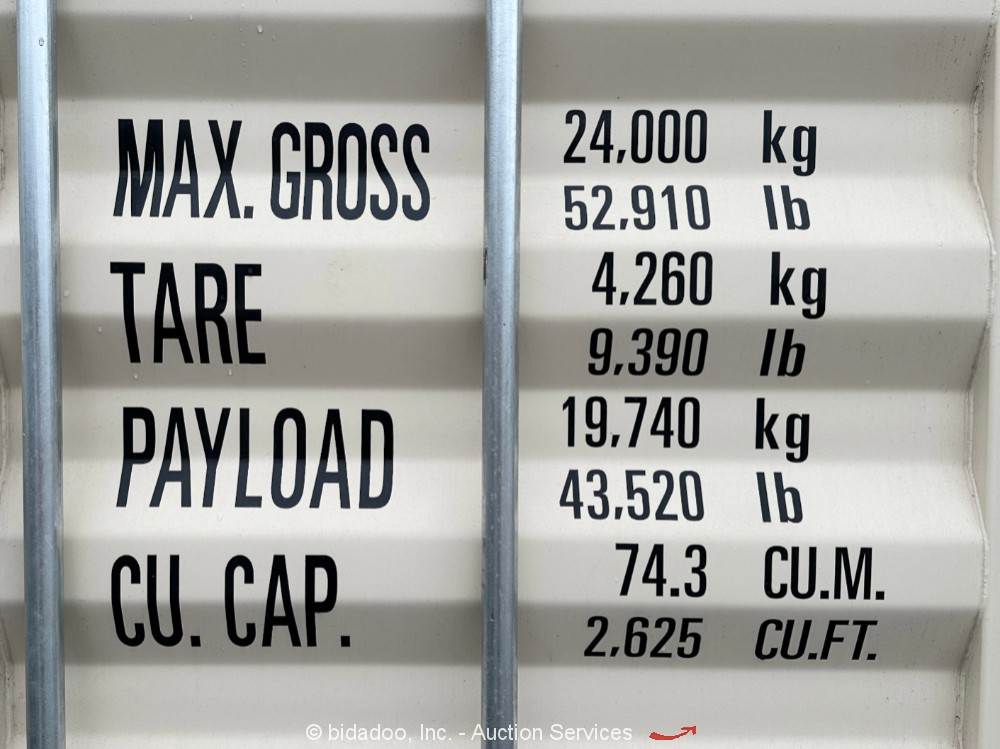 MAX. GROSS 24,000 kg
52,910 lb
TARE 4,260 kg
9,390 lb
PAYLOAD 19,740 kg
43,520 lb
CU. CAP. 74.3 CU.M.
2,625 CU.FT.
© bidadoo, Inc. - Auction Services